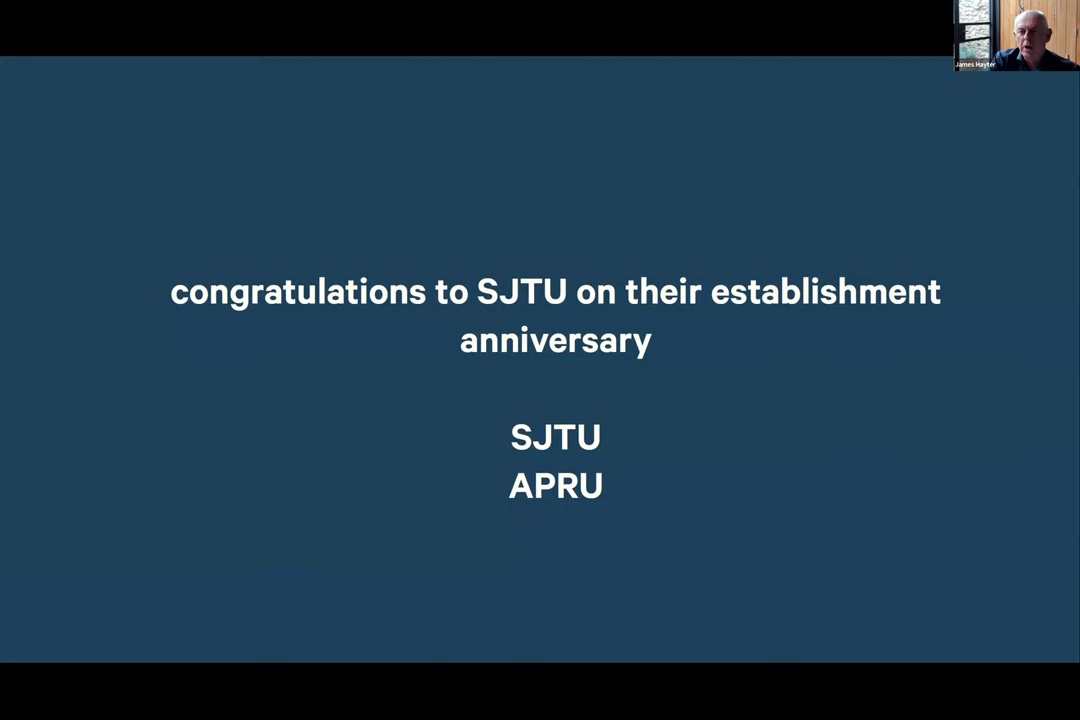 James Hayter
congratulations to SJTU on their establishment
anniversary
SJTU
APRU